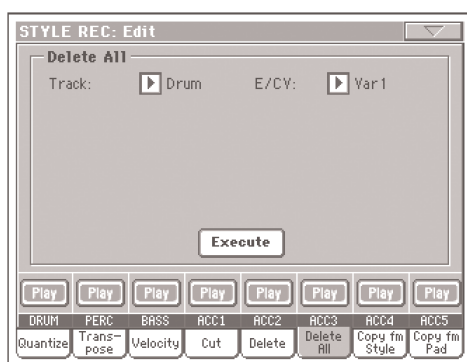 STYLE REC: Edit
Delete All
Track: Drum E/CV: Var1
Execute
Play Play Play Play Play Play Play Play
DRUM PERC BASS ACC1 ACC2 ACC3 ACC4 ACC5
Quantize Trans-pose Velocity Cut Delete Delete All Copy fm Style Copy fm Pad